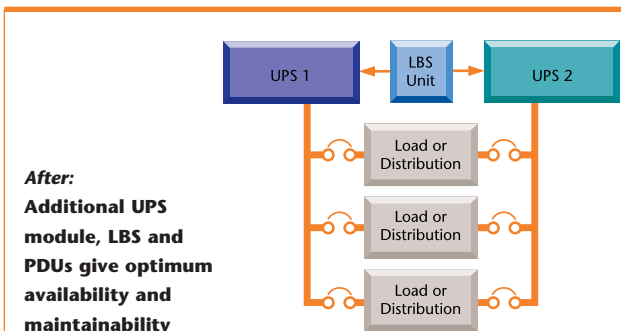 UPS 1
LBS
Unit
UPS 2
Load or
Distribution
Load or
Distribution
Load or
Distribution
After:
Additional UPS
module, LBS and
PDUs give optimum
availability and
maintainability